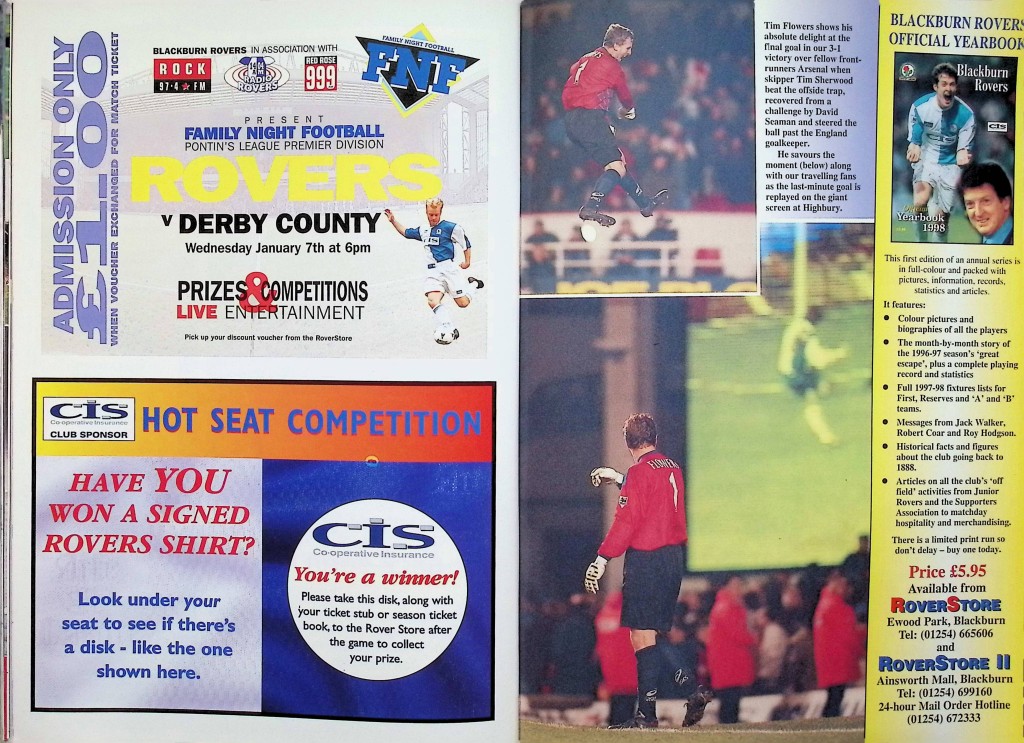 ADMISSION ONLY
£1.00
WHEN VOUCHER EXCHANGED FOR MATCH TICKET
BLACKBURN ROVERS IN ASSOCIATION WITH
ROCK
97·4 ★ FM
RADIO
ROVERS
RED ROSE
999
FAMILY NIGHT FOOTBALL
FNF
PRESENT
FAMILY NIGHT FOOTBALL
PONTIN'S LEAGUE PREMIER DIVISION
ROVERS
v DERBY COUNTY
Wednesday January 7th at 6pm
PRIZES & COMPETITIONS
LIVE ENTERTAINMENT
Pick up your discount voucher from the RoverStore
CIS
Co-operative Insurance
CLUB SPONSOR
HOT SEAT COMPETITION
HAVE YOU
WON A SIGNED
ROVERS SHIRT?
Look under your
seat to see if there's
a disk - like the one
shown here.
CIS
Co-operative Insurance
You're a winner!
Please take this disk, along with
your ticket stub or season ticket
book, to the Rover Store after
the game to collect
your prize.
Tim Flowers shows his
absolute delight at the
final goal in our 3-1
victory over fellow front-
runners Arsenal when
skipper Tim Sherwood
beat the offside trap,
recovered from a
challenge by David
Seaman and steered the
ball past the England
goalkeeper.
He savours the
moment (below) along
with our travelling fans
as the last-minute goal is
replayed on the giant
screen at Highbury.
FLOWERS
1
BLACKBURN ROVERS
OFFICIAL YEARBOOK
Blackburn
Rovers
CIS
Yearbook
1998
This first edition of an annual series is
in full-colour and packed with
pictures, information, records,
statistics and articles.
It features:
● Colour pictures and
biographies of all the players
● The month-by-month story of
the 1996-97 season's 'great
escape', plus a complete playing
record and statistics
● Full 1997-98 fixtures lists for
First, Reserves and 'A' and 'B'
teams.
● Messages from Jack Walker,
Robert Coar and Roy Hodgson.
● Historical facts and figures
about the club going back to
1888.
● Articles on all the club's 'off
field' activities from Junior
Rovers and the Supporters
Association to matchday
hospitality and merchandising.
There is a limited print run so
don't delay – buy one today.
Price £5.95
Available from
ROVERSTORE
Ewood Park, Blackburn
Tel: (01254) 665606
and
ROVERSTORE II
Ainsworth Mall, Blackburn
Tel: (01254) 699160
24-hour Mail Order Hotline
(01254) 672333